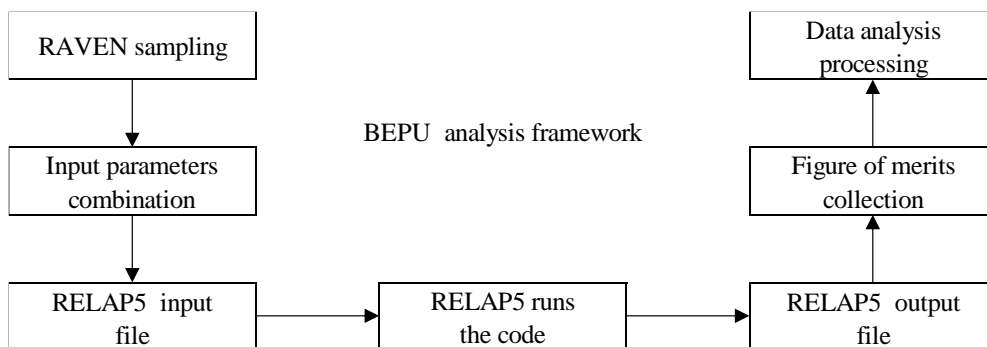 RAVEN sampling
Data analysis
processing
BEPU analysis framework
Input parameters
combination
Figure of merits
collection
RELAP5 input
file
RELAP5 runs
the code
RELAP5 output
file